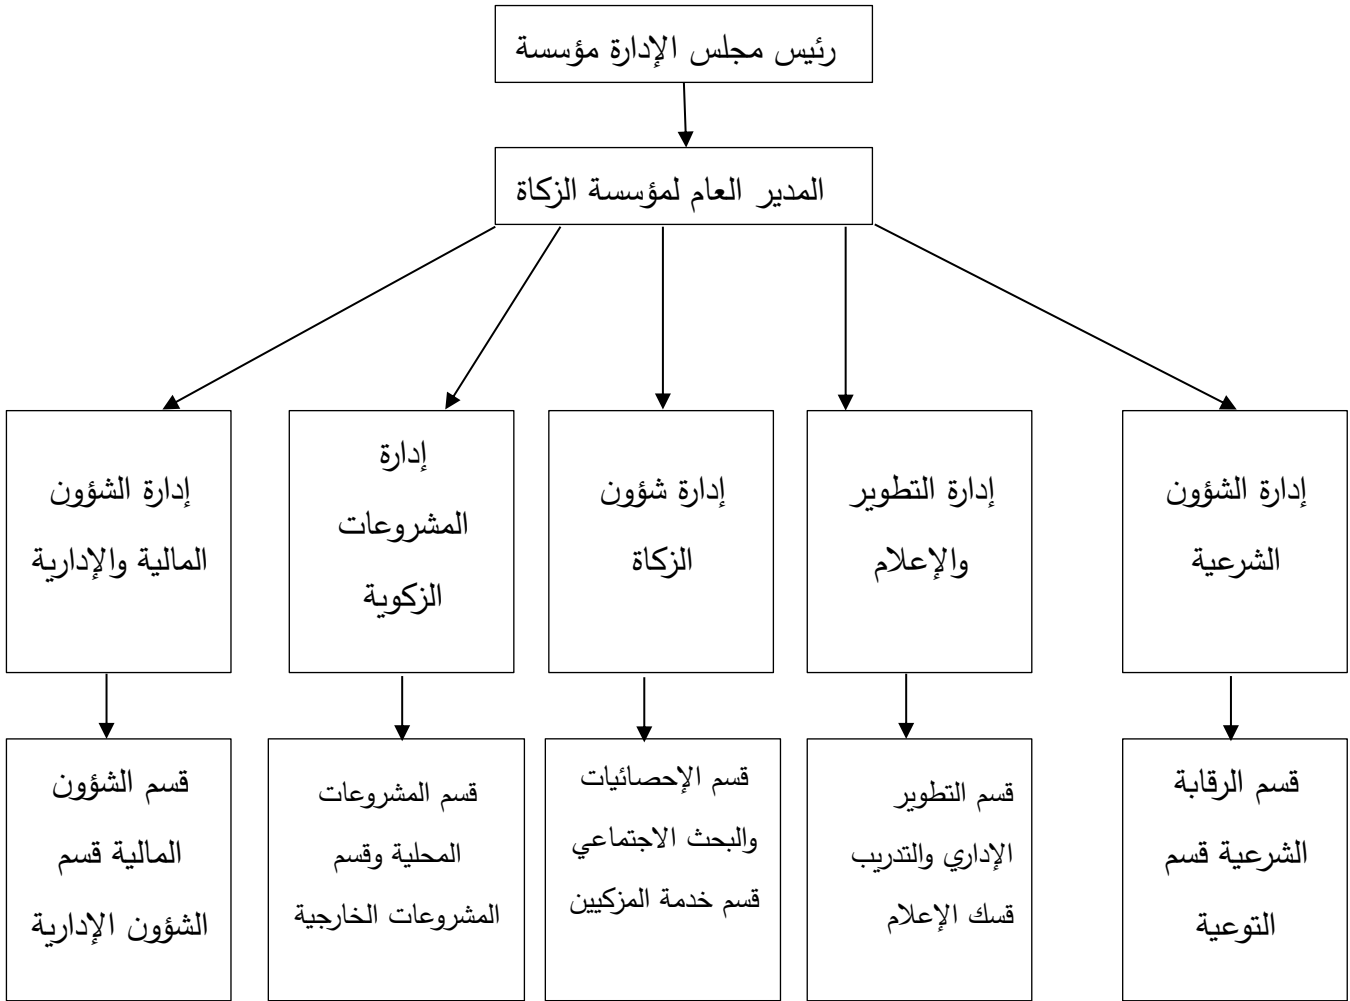 رئيس مجلس الإدارة مؤسسة
المدير العام لمؤسسة الزكاة
إدارة الشؤون
الشرعية
إدارة التطوير
والإعلام
إدارة شؤون
الزكاة
إدارة
المشروعات
الزكوية
إدارة الشؤون
المالية والإدارية
قسم الرقابة
الشرعية قسم
التوعية
قسم التطوير
الإداري والتدريب
قسك الإعلام
قسم الإحصائيات
والبحث الاجتماعي
قسم خدمة المزكيين
قسم المشروعات
المحلية وقسم
المشروعات الخارجية
قسم الشؤون
المالية قسم
الشؤون الإدارية